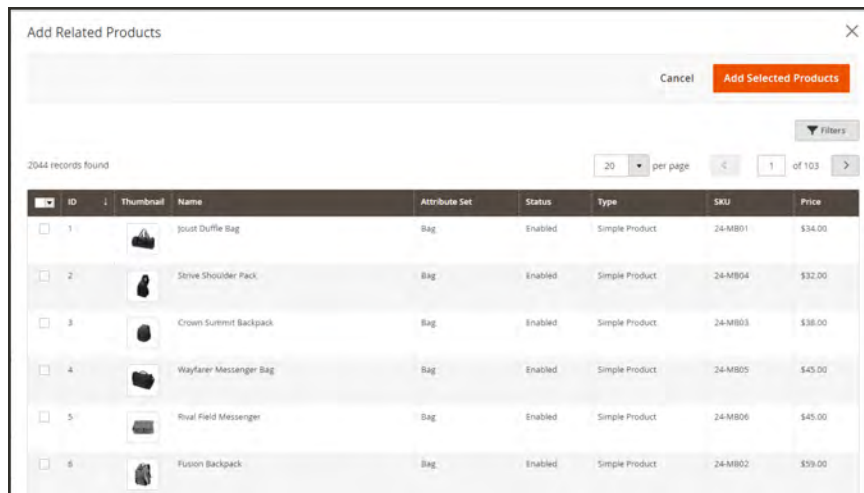 Add Related Products
Cancel Add Selected Products
Filters
2044 records found 20 per page 1 of 103
ID Thumbnail Name Attribute Set Status Type SKU Price
1 Joust Duffle Bag Bag Enabled Simple Product 24-MB01 $34.00
2 Strive Shoulder Pack Bag Enabled Simple Product 24-MB04 $32.00
3 Crown Summit Backpack Bag Enabled Simple Product 24-MB03 $38.00
4 Wayfarer Messenger Bag Bag Enabled Simple Product 24-MB05 $45.00
5 Rival Field Messenger Bag Enabled Simple Product 24-MB06 $45.00
6 Fusion Backpack Bag Enabled Simple Product 24-MB02 $59.00